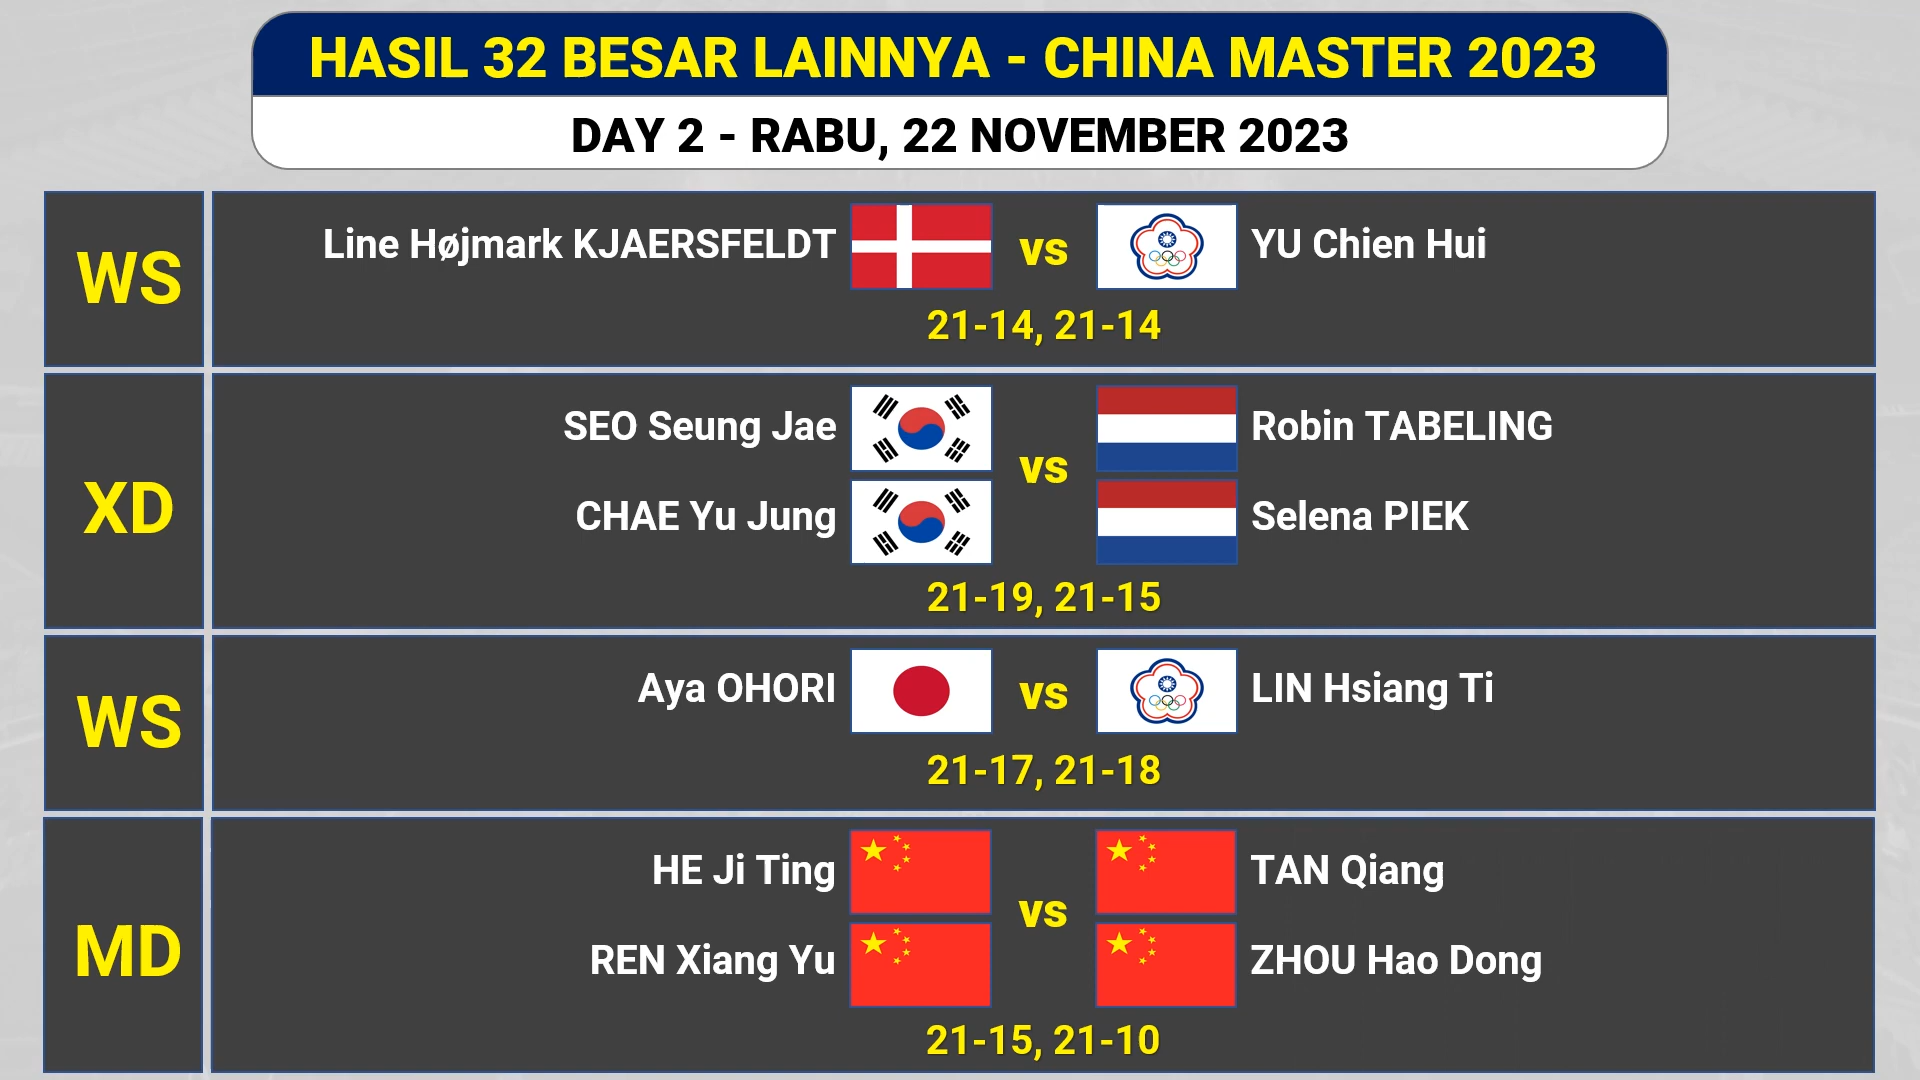 HASIL 32 BESAR LAINNYA - CHINA MASTER 2023
DAY 2 - RABU, 22 NOVEMBER 2023
WS
Line Højmark KJAERSFELDT vs YU Chien Hui
21-14, 21-14
XD
SEO Seung Jae Robin TABELING
vs
CHAE Yu Jung Selena PIEK
21-19, 21-15
WS
Aya OHORI vs LIN Hsiang Ti
21-17, 21-18
MD
HE Ji Ting TAN Qiang
vs
REN Xiang Yu ZHOU Hao Dong
21-15, 21-10